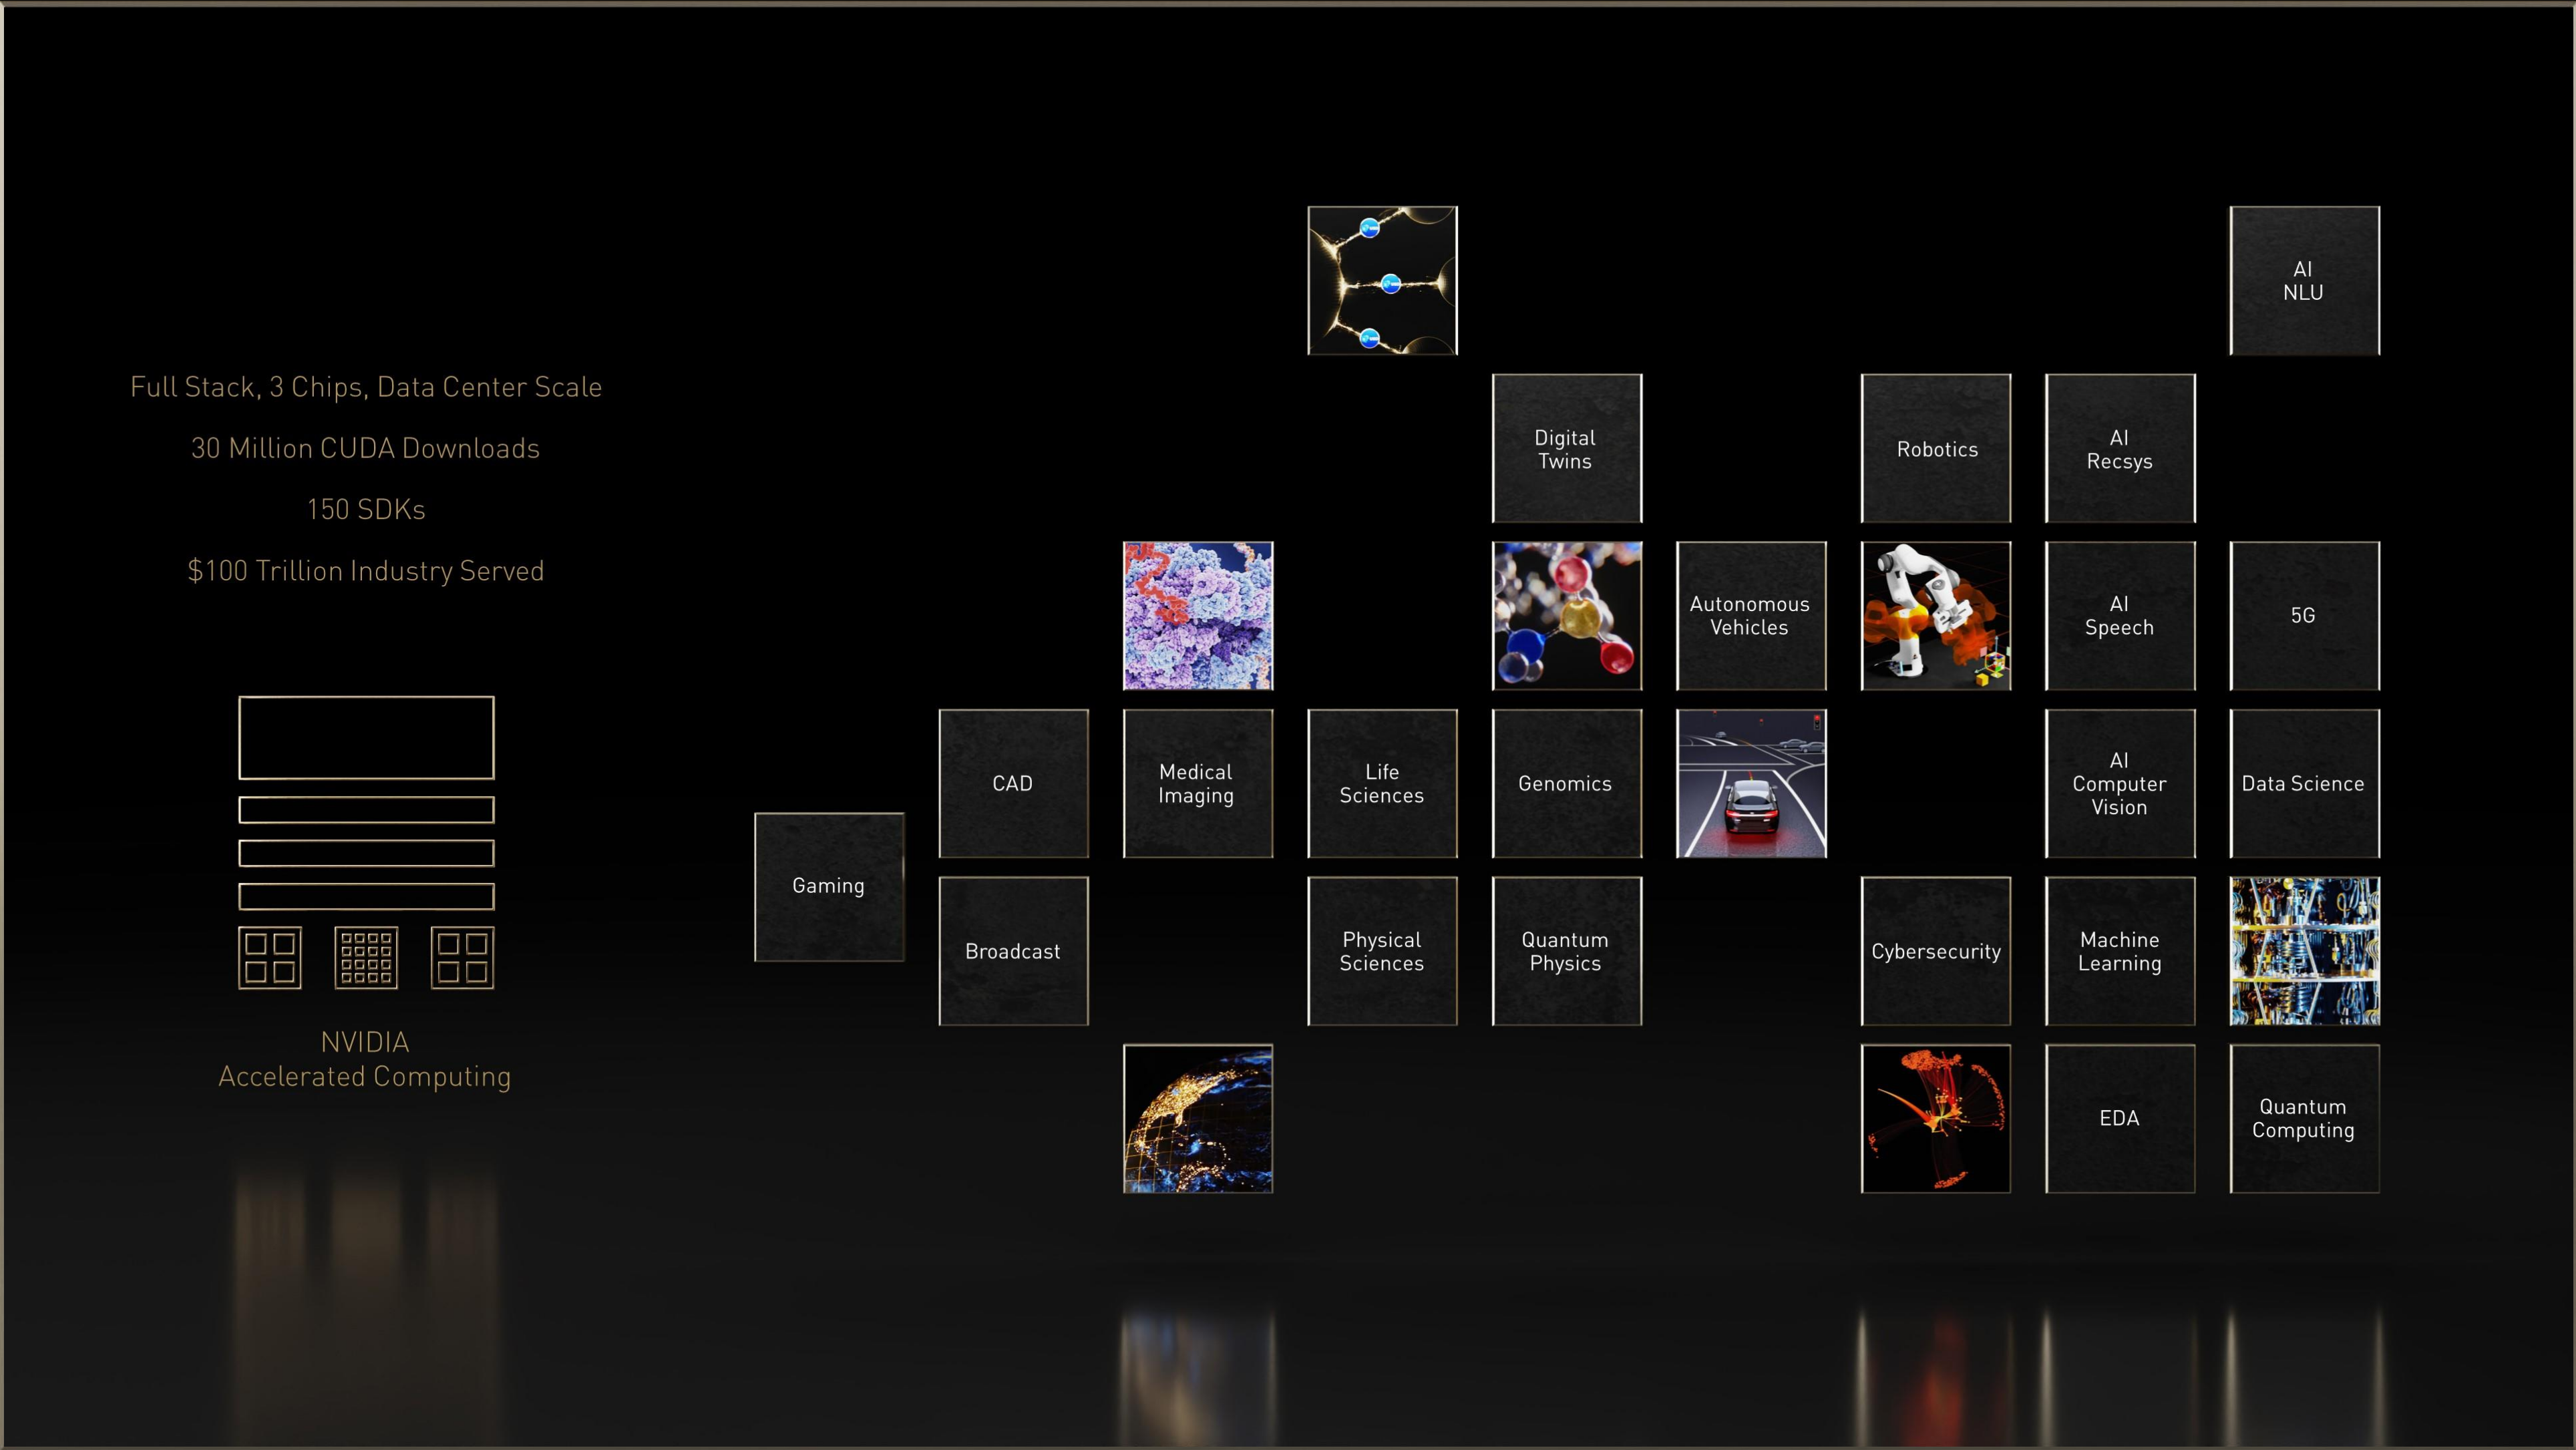 Full Stack, 3 Chips, Data Center Scale
30 Million CUDA Downloads
150 SDKs
$100 Trillion Industry Served
NVIDIA
Accelerated Computing
Gaming
CAD
Broadcast
Medical
Imaging
Life
Sciences
Physical
Sciences
Digital
Twins
Genomics
Quantum
Physics
Autonomous
Vehicles
Robotics
Cybersecurity
AI
Recsys
AI
Speech
AI
Computer
Vision
Machine
Learning
EDA
AI
NLU
5G
Data Science
Quantum
Computing